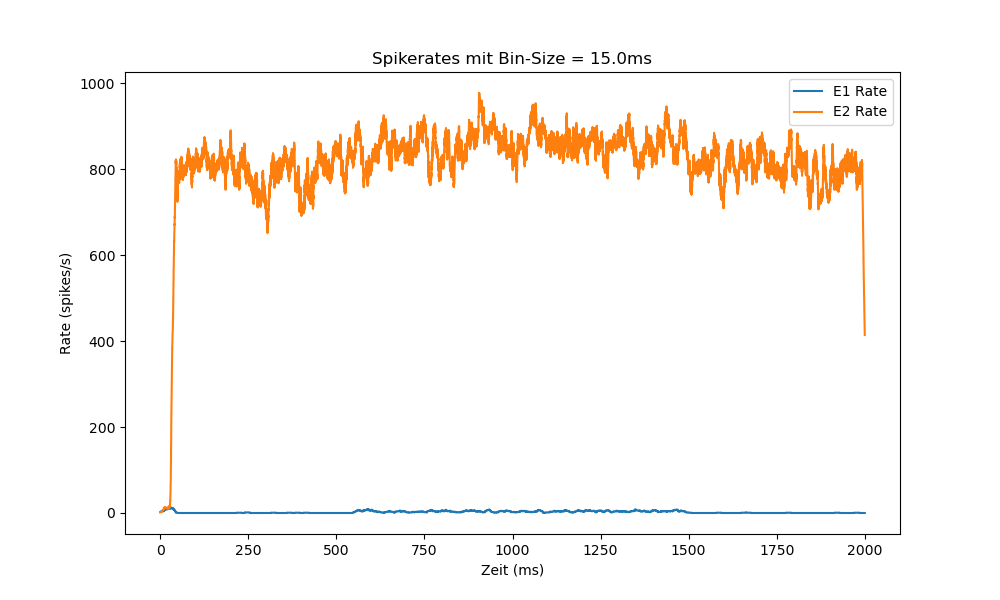 Spikerates mit Bin-Size = 15.0ms
E1 Rate
E2 Rate
Rate (spikes/s)
1000
800
600
400
200
0
0 250 500 750 1000 1250 1500 1750 2000
Zeit (ms)